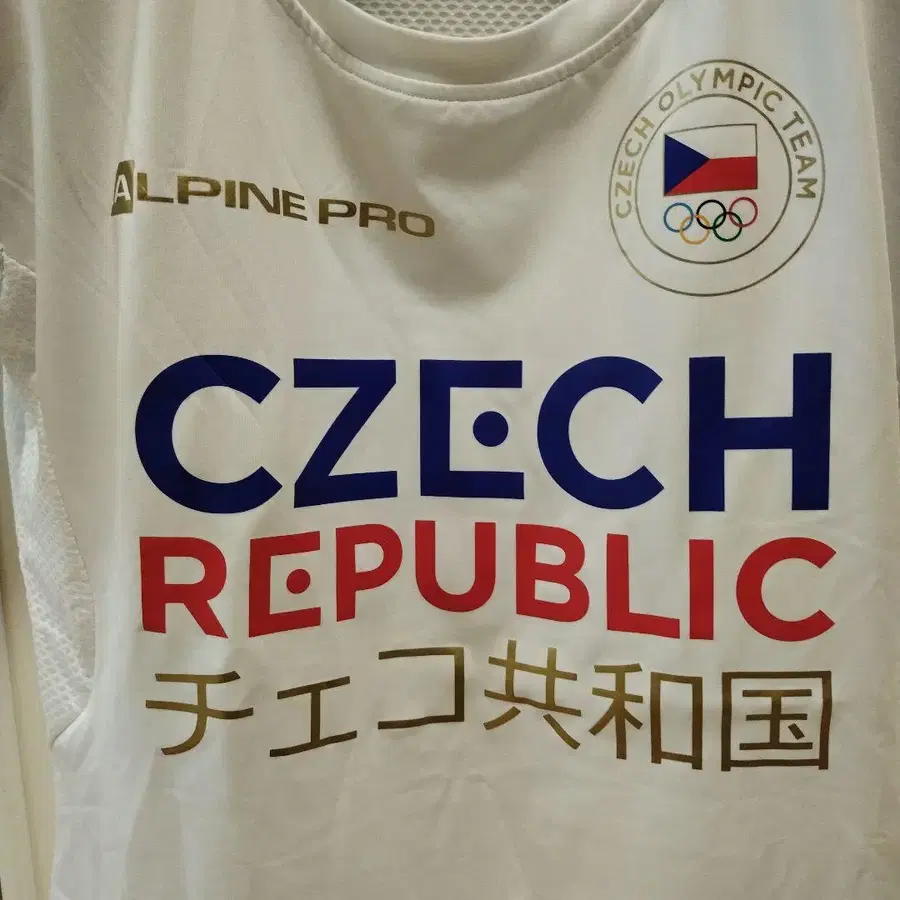 ALPINE PRO
CZECH OLYMPIC TEAM
CZECH
REPUBLIC
チェコ共和国